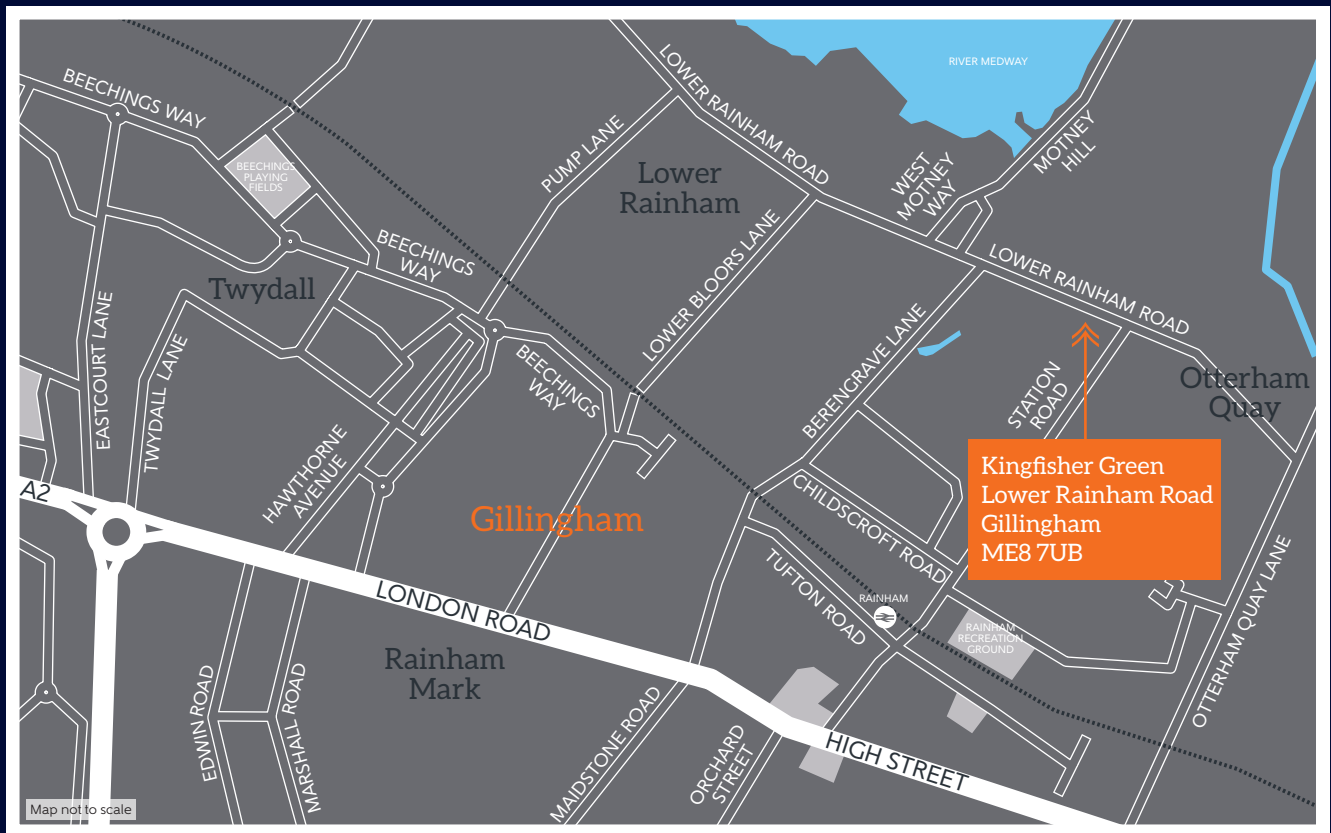 RIVER MEDWAY
BEECHINGS WAY
LOWER RAINHAM ROAD
PUMP LANE
MOTNEY
HILL
WEST
MOTNEY
WAY
BEECHINGS
PLAYING
FIELDS
Lower
Rainham
BEECHINGS
WAY
LOWER BLOORS LANE
LOWER RAINHAM ROAD
Twydall
EASTCOURT LANE
TWYDALL LANE
BEECHINGS
WAY
BERENGRAVE LANE
STATION
ROAD
Otterham
Quay
HAWTHORNE
AVENUE
Kingfisher Green
Lower Rainham Road
Gillingham
ME8 7UB
A2
Gillingham
CHILDSCROFT ROAD
TUFTON ROAD
RAINHAM
RAINHAM
RECREATION
GROUND
OTTERHAM QUAY LANE
LONDON ROAD
Rainham
Mark
EDWIN ROAD
MARSHALL ROAD
MAIDSTONE ROAD
ORCHARD
STREET
HIGH STREET
Map not to scale